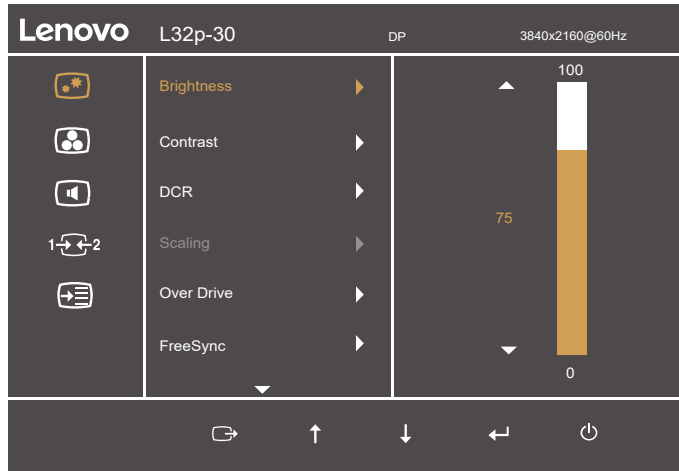 Lenovo L32p-30 DP 3840x2160@60Hz
Brightness
Contrast
DCR
Scaling
Over Drive
FreeSync
100
75
0
1 2